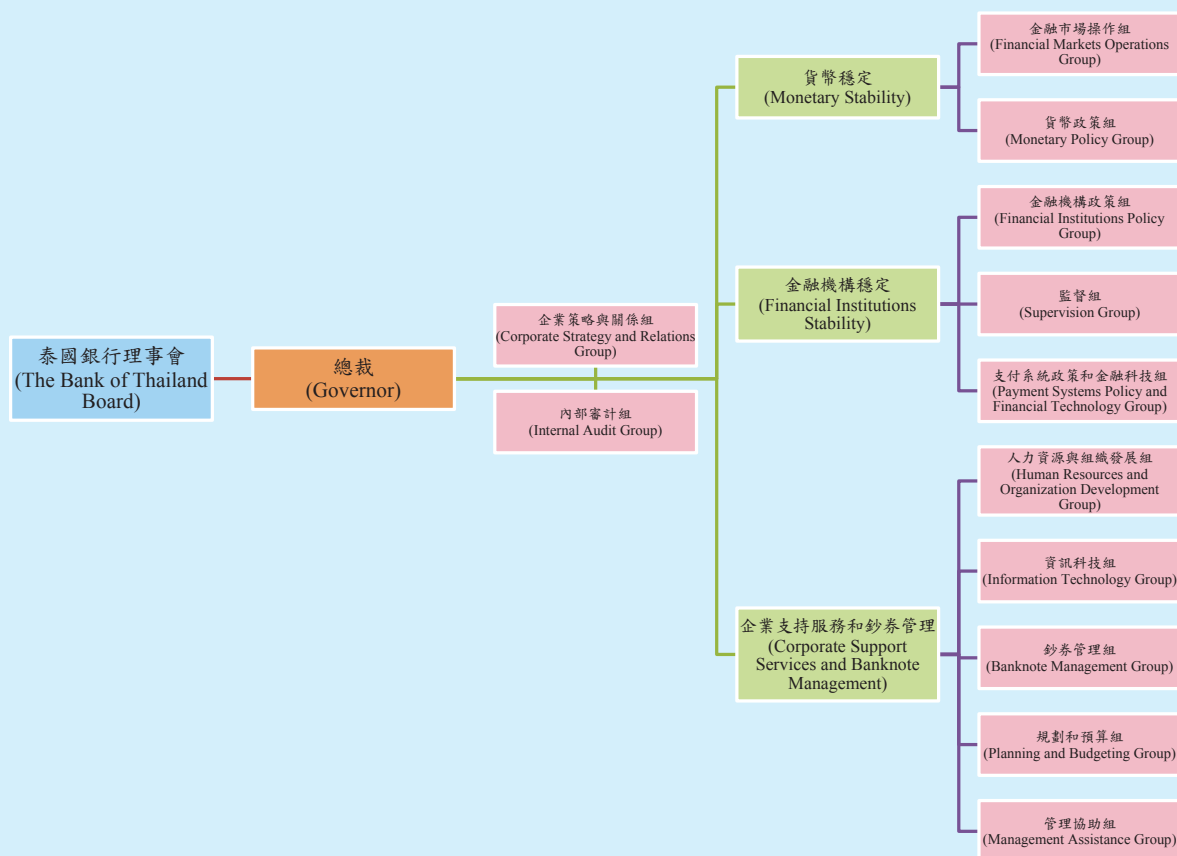 泰國銀行理事會
(The Bank of Thailand
Board)
總裁
(Governor)
企業策略與關係組
(Corporate Strategy and Relations
Group)
內部審計組
(Internal Audit Group)
貨幣穩定
(Monetary Stability)
金融市場操作組
(Financial Markets Operations
Group)
貨幣政策組
(Monetary Policy Group)
金融機構穩定
(Financial Institutions
Stability)
金融機構政策組
(Financial Institutions Policy
Group)
監督組
(Supervision Group)
支付系統政策和金融科技組
(Payment Systems Policy and
Financial Technology Group)
企業支持服務和鈔券管理
(Corporate Support
Services and Banknote
Management)
人力資源與組織發展組
(Human Resources and
Organization Development
Group)
資訊科技組
(Information Technology Group)
鈔券管理組
(Banknote Management Group)
規劃和預算組
(Planning and Budgeting Group)
管理協助組
(Management Assistance Group)